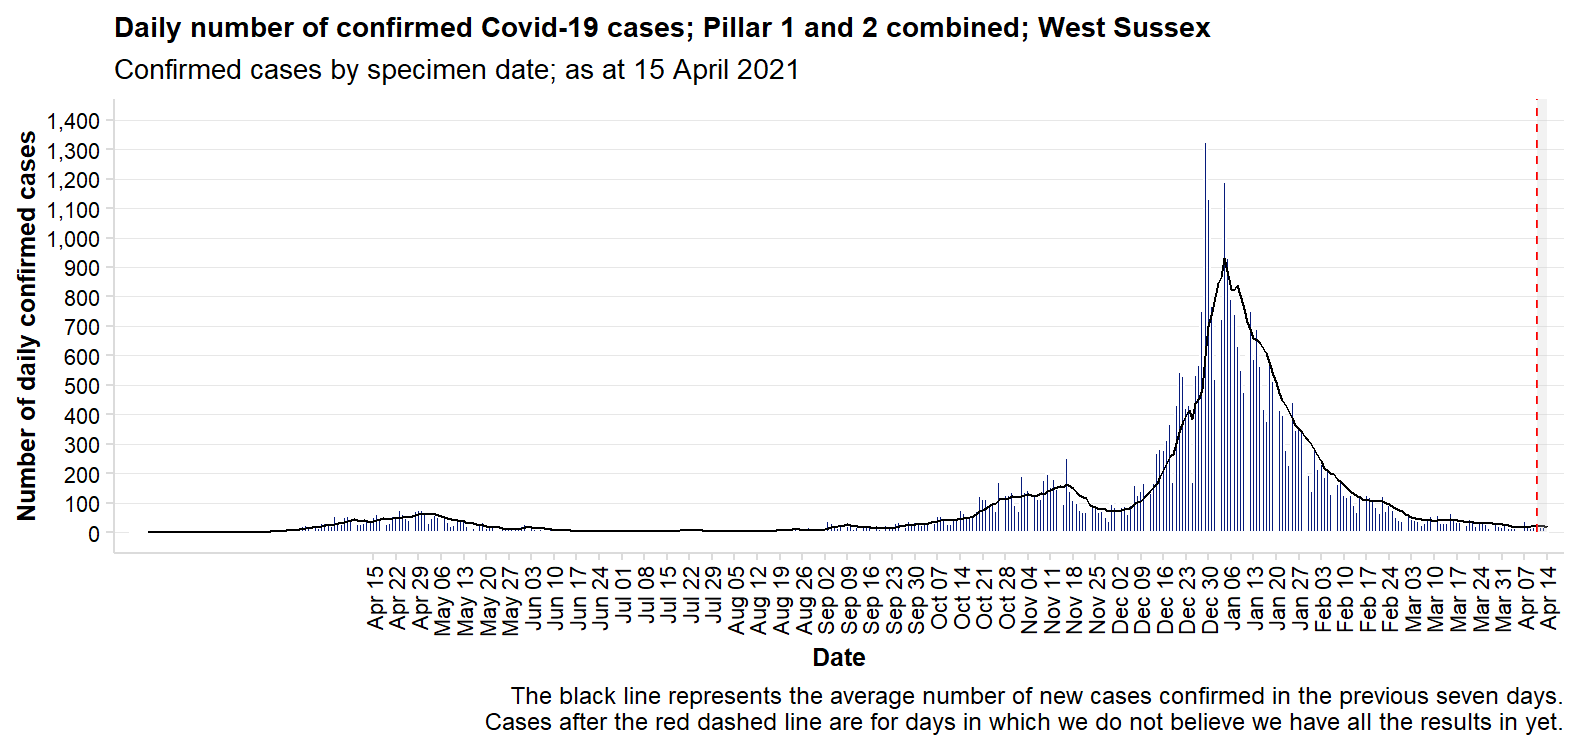 Daily number of confirmed Covid-19 cases; Pillar 1 and 2 combined; West Sussex
Confirmed cases by specimen date; as at 15 April 2021
Number of daily confirmed cases
1,400
1,300
1,200
1,100
1,000
900
800
700
600
500
400
300
200
100
0
Apr 15
Apr 22
Apr 29
May 06
May 13
May 20
May 27
Jun 03
Jun 10
Jun 17
Jun 24
Jul 01
Jul 08
Jul 15
Jul 22
Jul 29
Aug 05
Aug 12
Aug 19
Aug 26
Sep 02
Sep 09
Sep 16
Sep 23
Sep 30
Oct 07
Oct 14
Oct 21
Oct 28
Nov 04
Nov 11
Nov 18
Nov 25
Dec 02
Dec 09
Dec 16
Dec 23
Dec 30
Jan 06
Jan 13
Jan 20
Jan 27
Feb 03
Feb 10
Feb 17
Feb 24
Mar 03
Mar 10
Mar 17
Mar 24
Mar 31
Apr 07
Apr 14
Date
The black line represents the average number of new cases confirmed in the previous seven days.
Cases after the red dashed line are for days in which we do not believe we have all the results in yet.